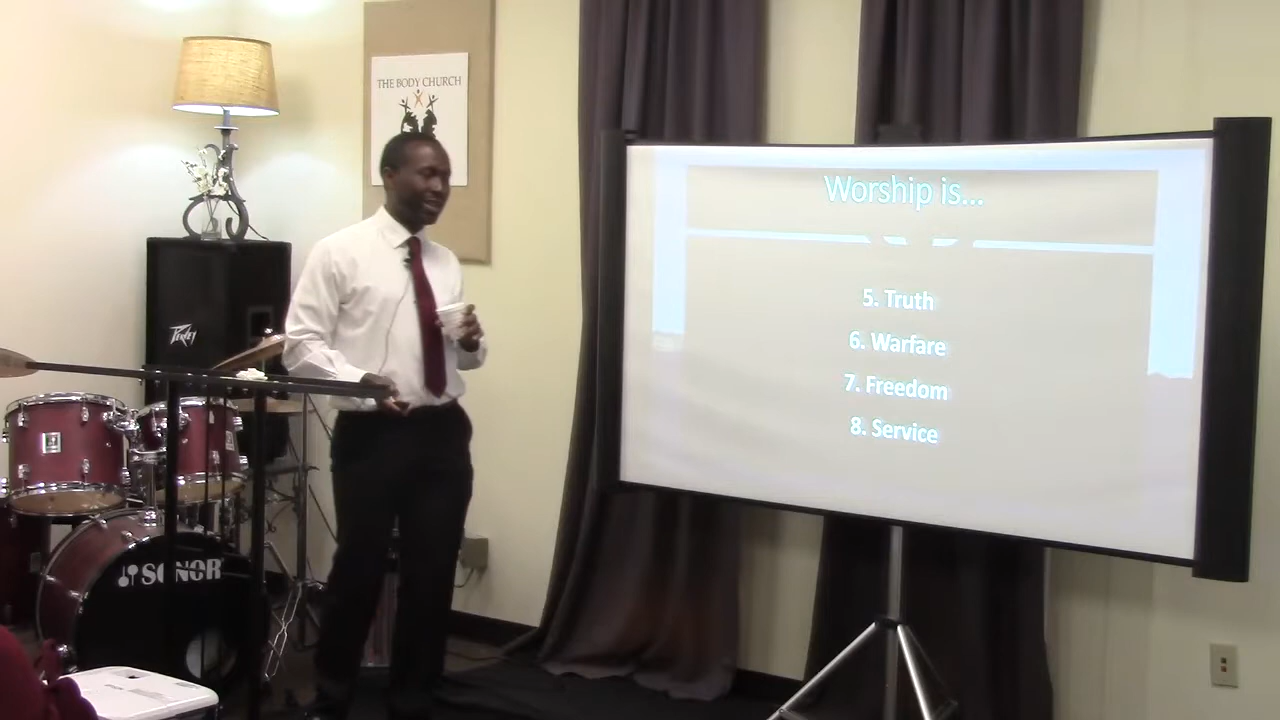 THE BODY CHURCH
Worship is...
5. Truth
6. Warfare
7. Freedom
8. Service
PEAVEY
SONOR